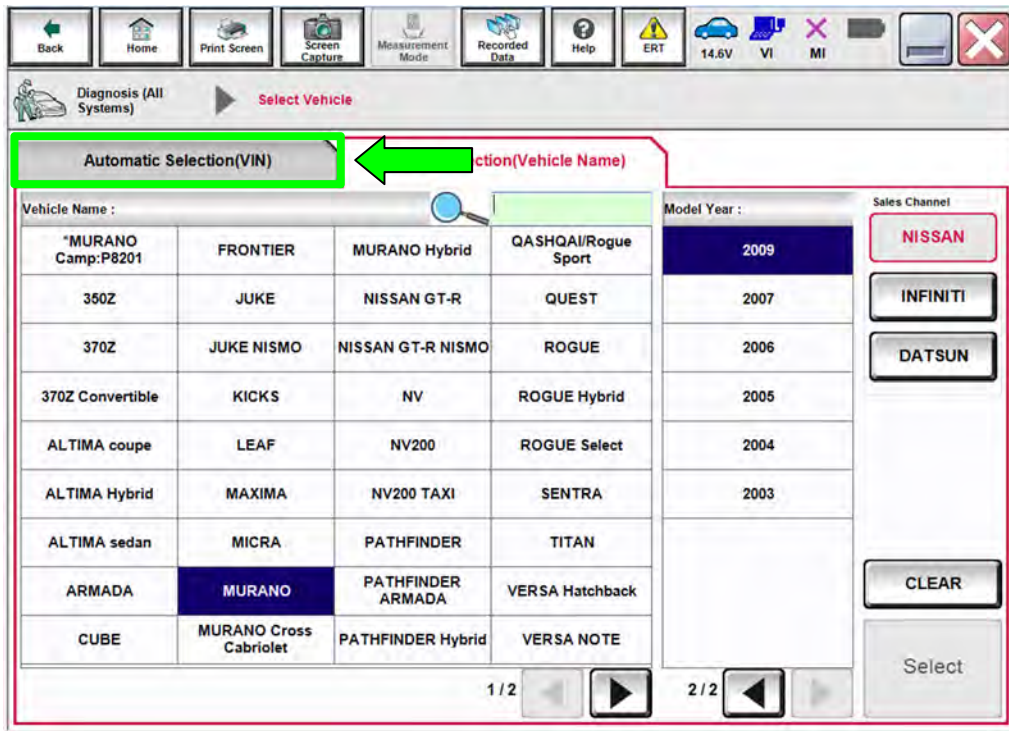 Back
Home
Print Screen
Screen
Capture
Measurement
Mode
Recorded
Data
Help
ERT
14.6V
VI
MI
Diagnosis (All
Systems)
Select Vehicle
Automatic Selection(VIN)
ction(Vehicle Name)
Vehicle Name :
Model Year :
Sales Channel
*MURANO
Camp:P8201
FRONTIER
MURANO Hybrid
QASHQAI/Rogue
Sport
2009
NISSAN
350Z
JUKE
NISSAN GT-R
QUEST
2007
INFINITI
370Z
JUKE NISMO
NISSAN GT-R NISMO
ROGUE
2006
DATSUN
370Z Convertible
KICKS
NV
ROGUE Hybrid
2005
ALTIMA coupe
LEAF
NV200
ROGUE Select
2004
ALTIMA Hybrid
MAXIMA
NV200 TAXI
SENTRA
2003
ALTIMA sedan
MICRA
PATHFINDER
TITAN
ARMADA
MURANO
PATHFINDER
ARMADA
VERSA Hatchback
CLEAR
CUBE
MURANO Cross
Cabriolet
PATHFINDER Hybrid
VERSA NOTE
Select
1/2
2/2